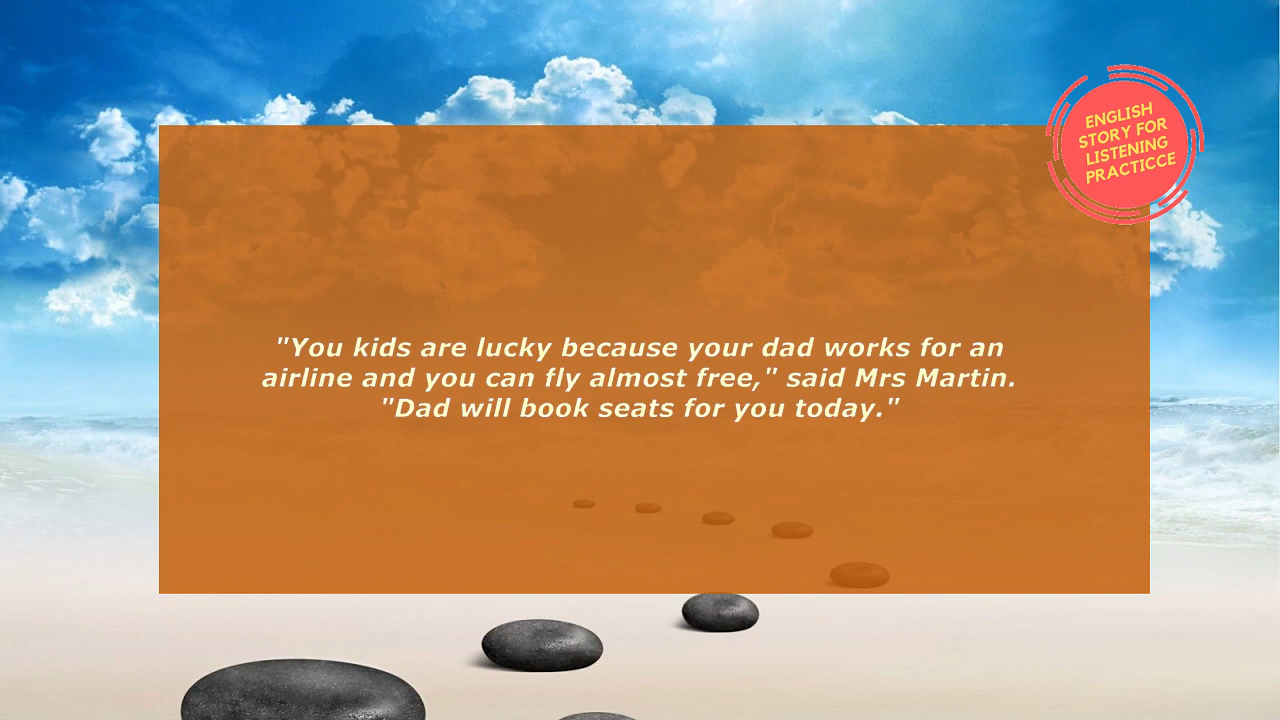 ENGLISH
STORY FOR
LISTENING
PRACTICCE
"You kids are lucky because your dad works for an
airline and you can fly almost free," said Mrs Martin.
"Dad will book seats for you today."